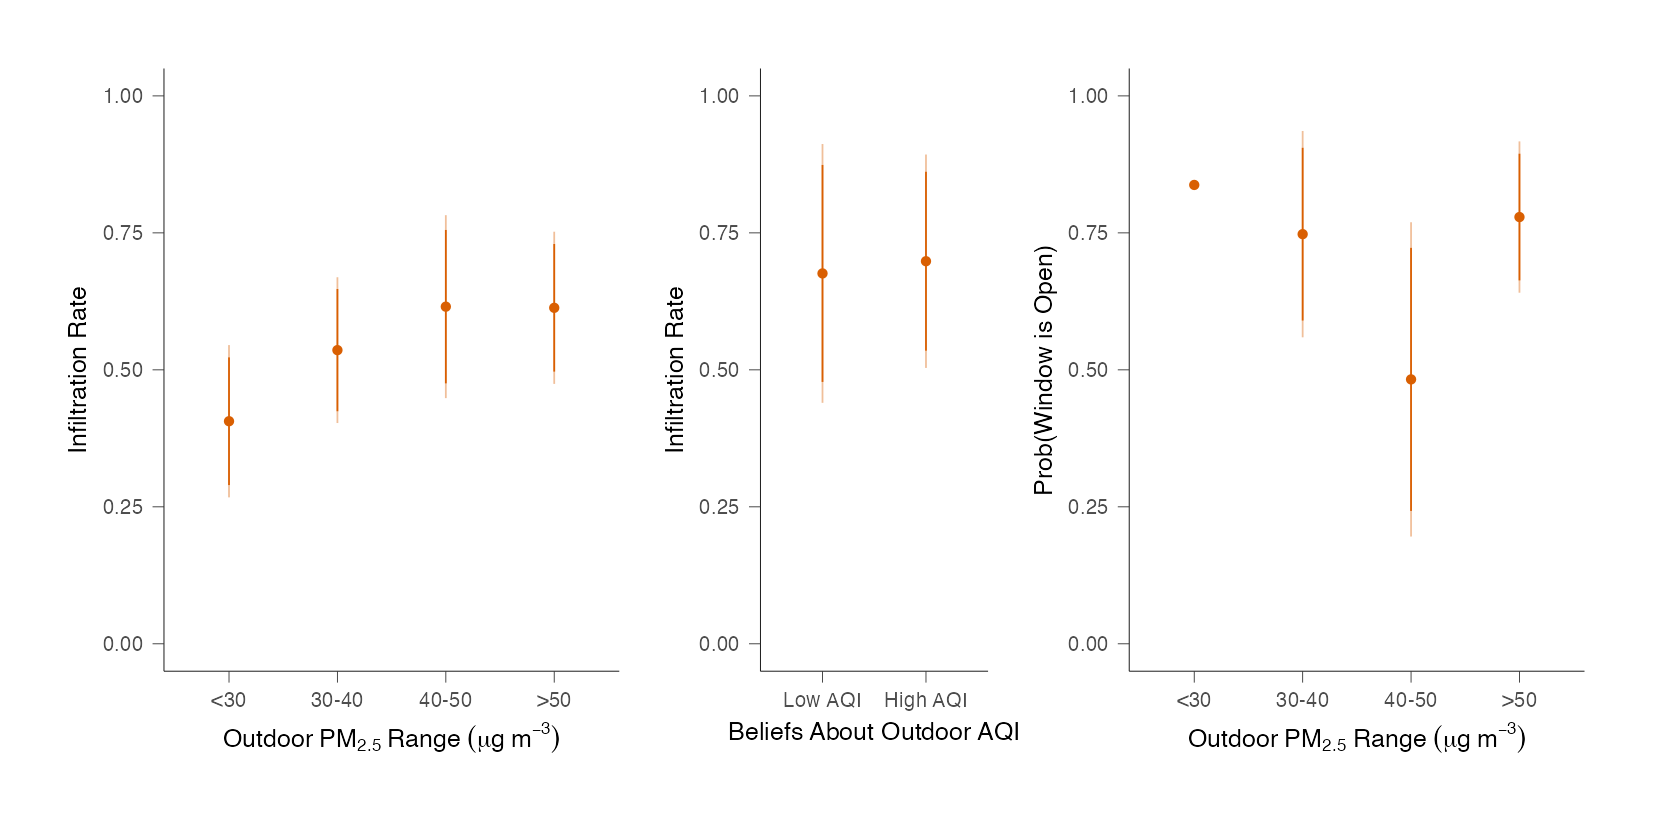 Infiltration Rate
1.00
0.75
0.50
0.25
0.00
<30 30-40 40-50 >50
Outdoor PM₂.₅ Range (μg m⁻³)
Infiltration Rate
1.00
0.75
0.50
0.25
0.00
Low AQI High AQI
Beliefs About Outdoor AQI
Prob(Window is Open)
1.00
0.75
0.50
0.25
0.00
<30 30-40 40-50 >50
Outdoor PM₂.₅ Range (μg m⁻³)